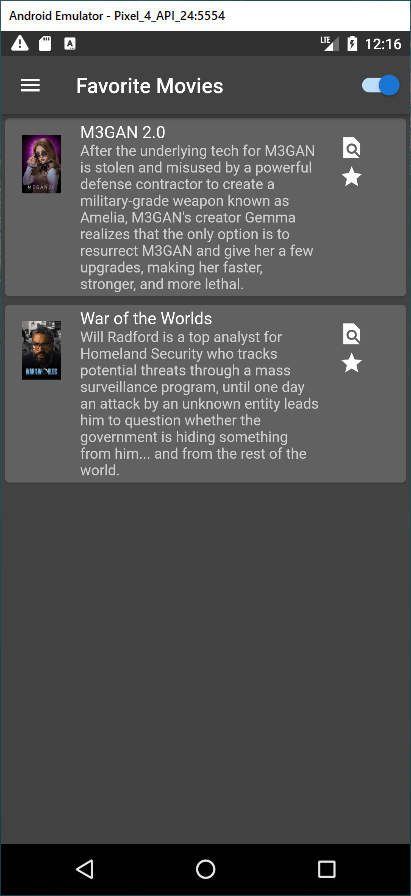 Android Emulator - Pixel_4_API_24:5554
LTE 12:16
Favorite Movies
M3GAN 2.0
After the underlying tech for M3GAN
is stolen and misused by a powerful
defense contractor to create a
military-grade weapon known as
Amelia, M3GAN's creator Gemma
realizes that the only option is to
resurrect M3GAN and give her a few
upgrades, making her faster,
stronger, and more lethal.
War of the Worlds
Will Radford is a top analyst for
Homeland Security who tracks
potential threats through a mass
surveillance program, until one day
an attack by an unknown entity leads
him to question whether the
government is hiding something
from him... and from the rest of the
world.